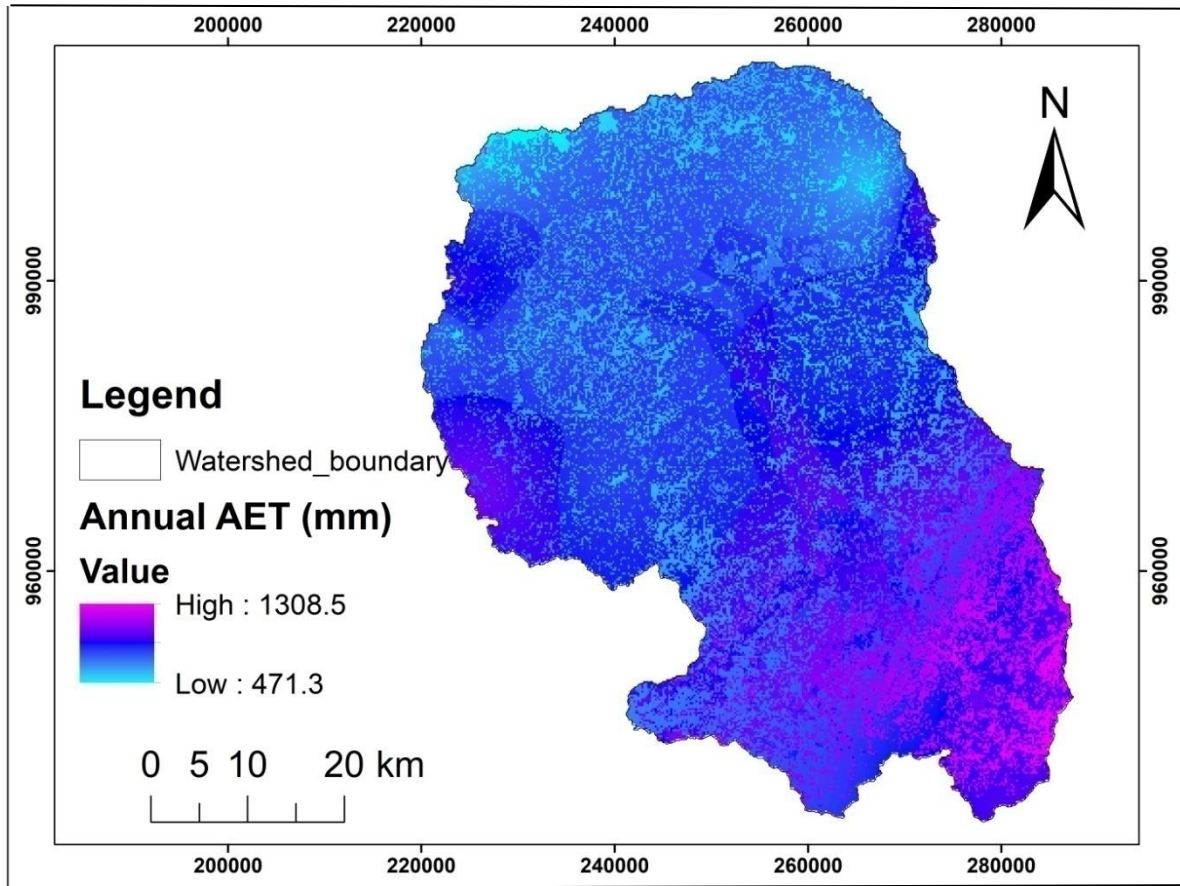 200000 220000 240000 260000 280000
N
990000 990000
Legend
Watershed_boundary
Annual AET (mm)
Value
High : 1308.5
Low : 471.3
960000 960000
0 5 10 20 km
200000 220000 240000 260000 280000